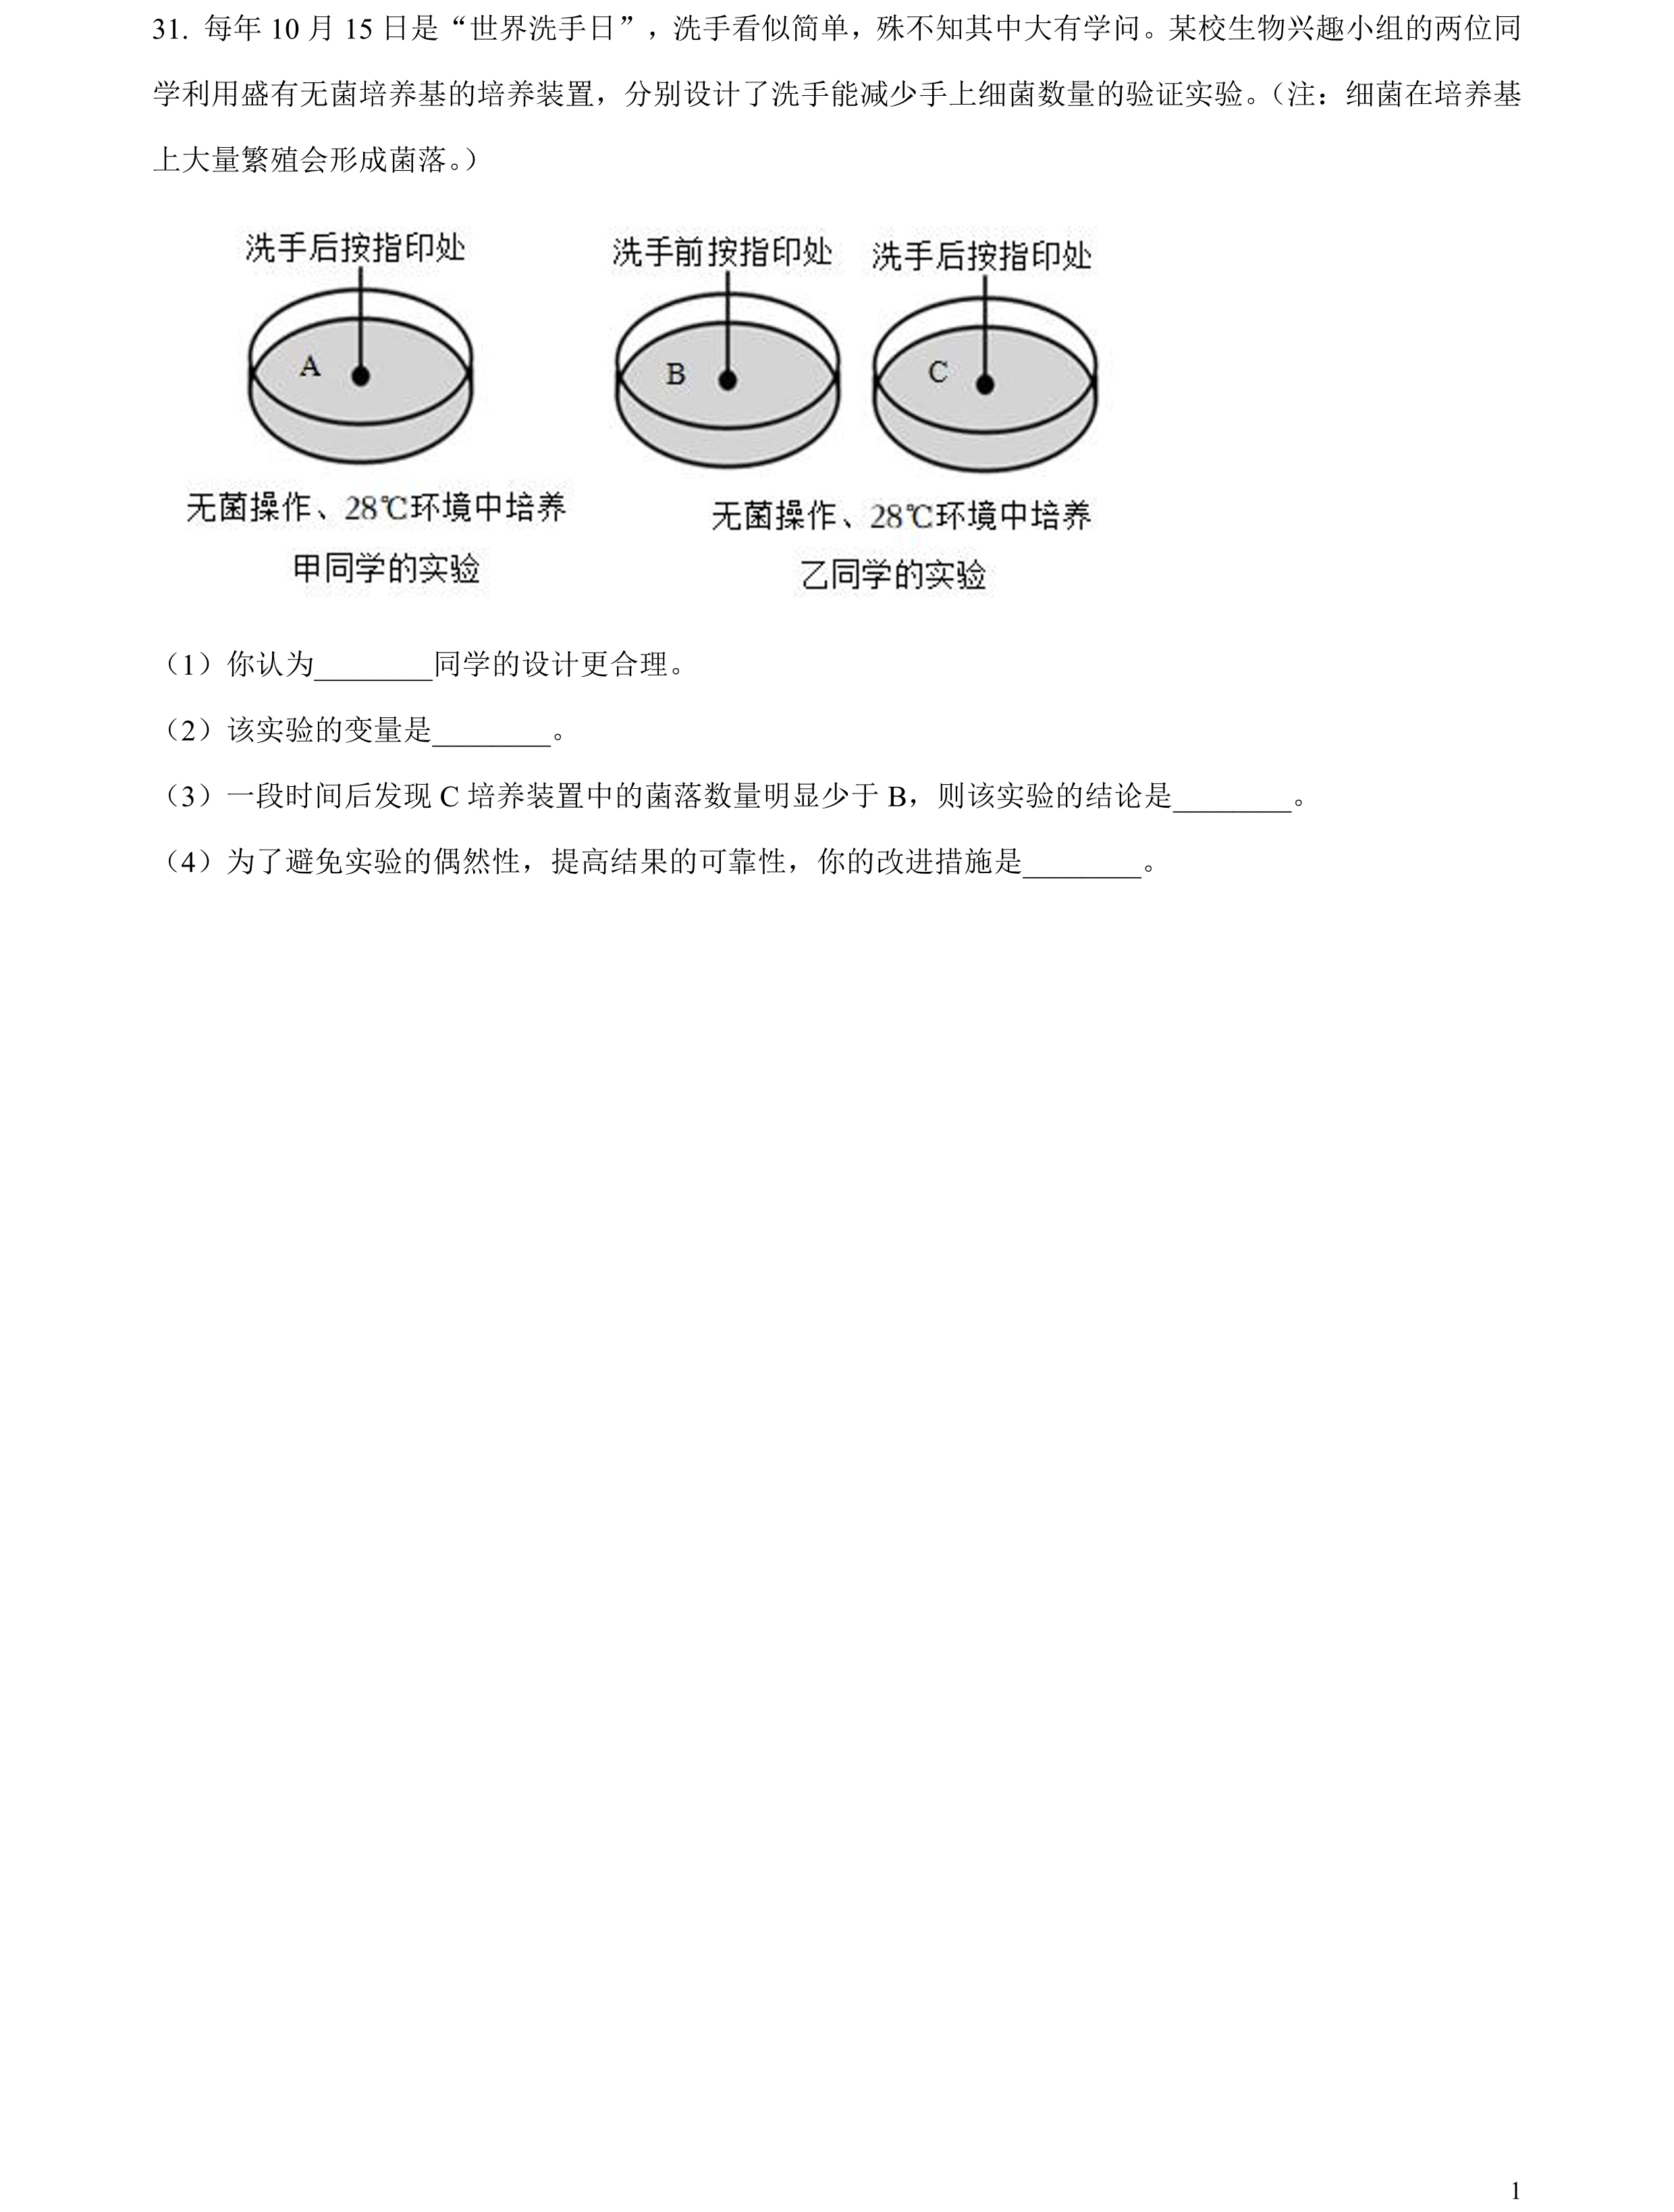 31. 每年 10 月 15 日是“世界洗手日”，洗手看似简单，殊不知其中大有学问。某校生物兴趣小组的两位同
学利用盛有无菌培养基的培养装置，分别设计了洗手能减少手上细菌数量的验证实验。（注：细菌在培养基
上大量繁殖会形成菌落。）
洗手后按指印处
洗手前按指印处
洗手后按指印处
A
B
C
无菌操作、28℃环境中培养
无菌操作、28℃环境中培养
甲同学的实验
乙同学的实验
（1）你认为________同学的设计更合理。
（2）该实验的变量是________。
（3）一段时间后发现 C 培养装置中的菌落数量明显少于 B，则该实验的结论是________。
（4）为了避免实验的偶然性，提高结果的可靠性，你的改进措施是________。
1